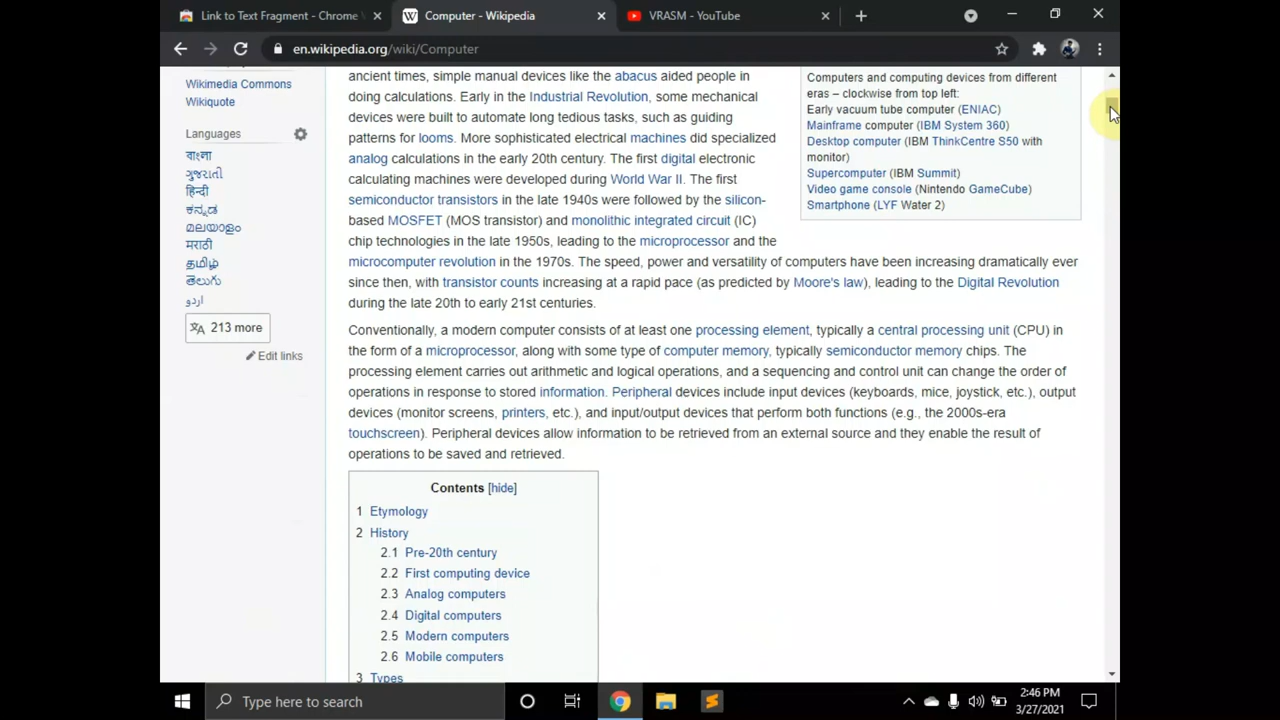 Link to Text Fragment - Chrome
Computer - Wikipedia
VRASM - YouTube
en.wikipedia.org/wiki/Computer
Wikimedia Commons
Wikiquote
Languages
বাংলা
ગુજરાતી
हिन्दी
ಕನ್ನಡ
മലയാളം
मराठी
தமிழ்
తెలుగు
اردو
213 more
Edit links
ancient times, simple manual devices like the abacus aided people in
doing calculations. Early in the Industrial Revolution, some mechanical
devices were built to automate long tedious tasks, such as guiding
patterns for looms. More sophisticated electrical machines did specialized
analog calculations in the early 20th century. The first digital electronic
calculating machines were developed during World War II. The first
semiconductor transistors in the late 1940s were followed by the silicon-
based MOSFET (MOS transistor) and monolithic integrated circuit (IC)
chip technologies in the late 1950s, leading to the microprocessor and the
microcomputer revolution in the 1970s. The speed, power and versatility of computers have been increasing dramatically ever
since then, with transistor counts increasing at a rapid pace (as predicted by Moore's law), leading to the Digital Revolution
during the late 20th to early 21st centuries.
Computers and computing devices from different
eras – clockwise from top left:
Early vacuum tube computer (ENIAC)
Mainframe computer (IBM System 360)
Desktop computer (IBM ThinkCentre S50 with
monitor)
Supercomputer (IBM Summit)
Video game console (Nintendo GameCube)
Smartphone (LYF Water 2)
Conventionally, a modern computer consists of at least one processing element, typically a central processing unit (CPU) in
the form of a microprocessor, along with some type of computer memory, typically semiconductor memory chips. The
processing element carries out arithmetic and logical operations, and a sequencing and control unit can change the order of
operations in response to stored information. Peripheral devices include input devices (keyboards, mice, joystick, etc.), output
devices (monitor screens, printers, etc.), and input/output devices that perform both functions (e.g., the 2000s-era
touchscreen). Peripheral devices allow information to be retrieved from an external source and they enable the result of
operations to be saved and retrieved.
Contents [hide]
1 Etymology
2 History
2.1 Pre-20th century
2.2 First computing device
2.3 Analog computers
2.4 Digital computers
2.5 Modern computers
2.6 Mobile computers
3 Types
Type here to search
2:46 PM
3/27/2021